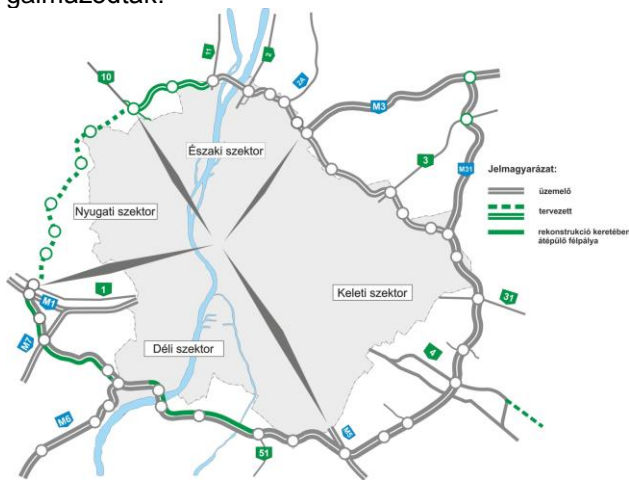 galmazódtak.
11
2
2A
10
M3
Északi szektor
3
M31
Jelmagyarázat:
üzemelő
tervezett
rekonstrukció keretében
átépülő félpálya
Nyugati szektor
Keleti szektor
31
M1
1
M7
Déli szektor
4
M6
51
M5